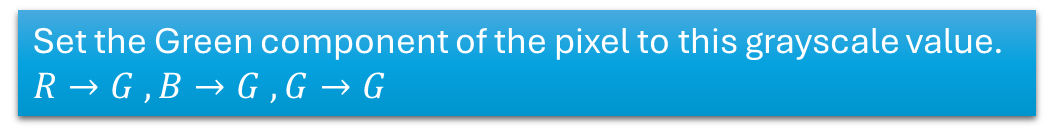 Set the Green component of the pixel to this grayscale value.
R → G , B → G , G → G